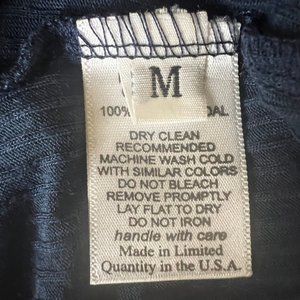 M
100%
DRY CLEAN
RECOMMENDED
MACHINE WASH COLD
WITH SIMILAR COLORS
DO NOT BLEACH
REMOVE PROMPTLY
LAY FLAT TO DRY
DO NOT IRON
handle with care
Made in Limited
Quantity in the U.S.A.